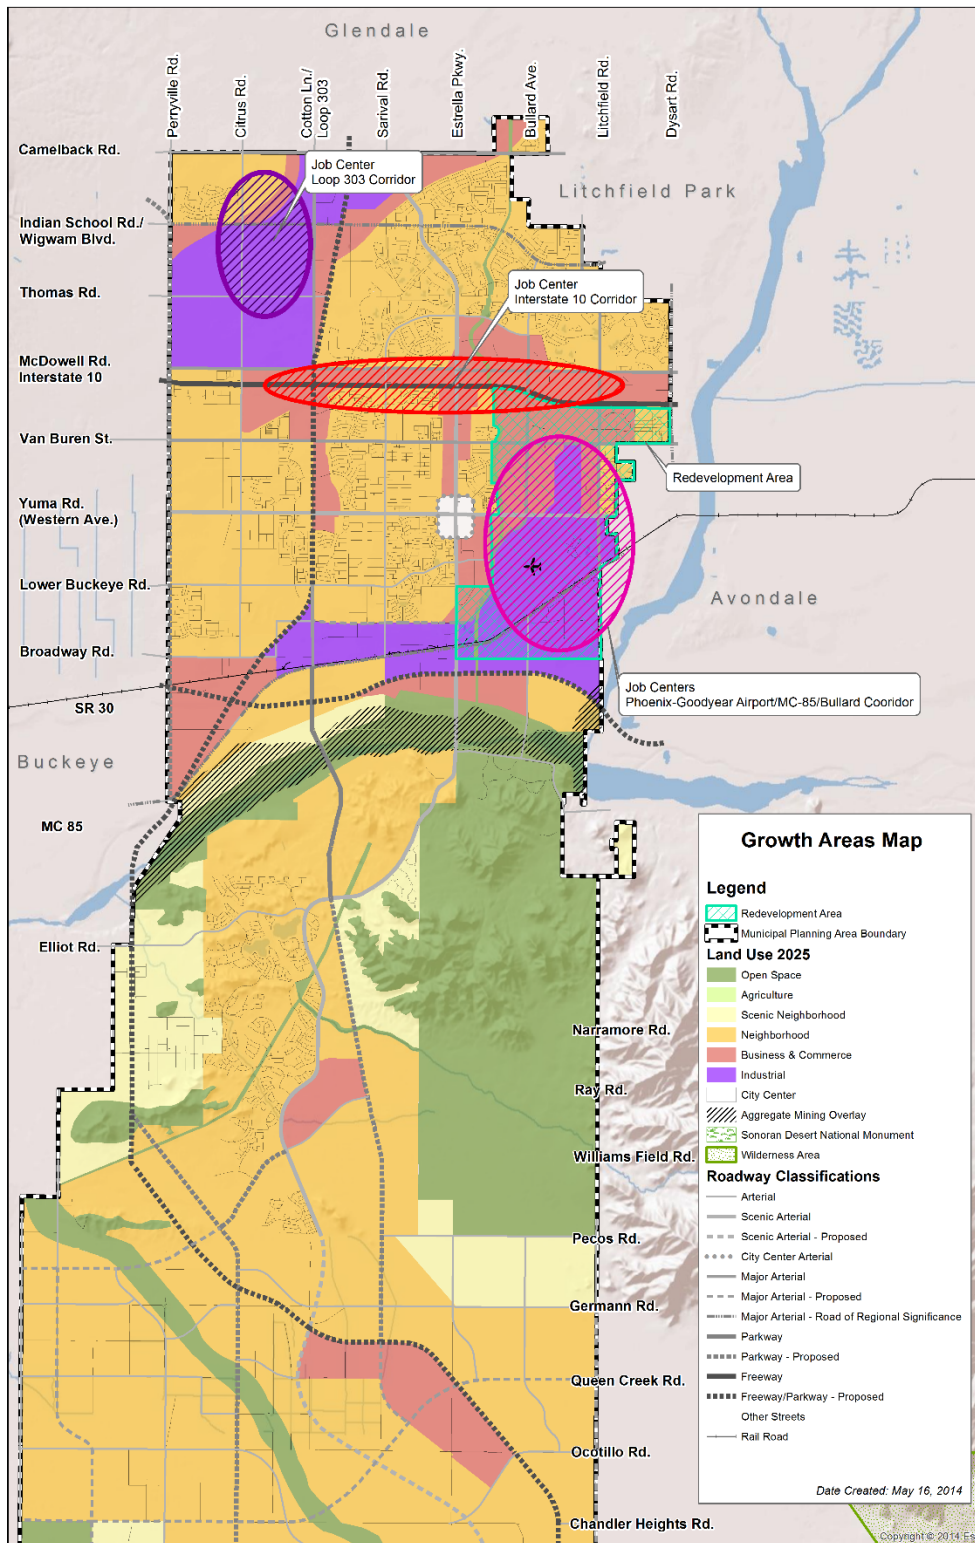 Glendale
Perryville Rd.
Citrus Rd.
Cotton Ln./
Loop 303
Sarival Rd.
Estrella Pkwy.
Bullard Ave.
Litchfield Rd.
Dysart Rd.
Camelback Rd.
Job Center
Loop 303 Corridor
Litchfield Park
Indian School Rd./
Wigwam Blvd.
Job Center
Interstate 10 Corridor
Thomas Rd.
McDowell Rd.
Interstate 10
Van Buren St.
Redevelopment Area
Yuma Rd.
(Western Ave.)
Lower Buckeye Rd.
Avondale
Broadway Rd.
Job Centers
Phoenix-Goodyear Airport/MC-85/Bullard Cooridor
SR 30
Buckeye
MC 85
Elliot Rd.
Narramore Rd.
Ray Rd.
Williams Field Rd.
Pecos Rd.
Germann Rd.
Queen Creek Rd.
Ocotillo Rd.
Chandler Heights Rd.
Growth Areas Map
Legend
Redevelopment Area
Municipal Planning Area Boundary
Land Use 2025
Open Space
Agriculture
Scenic Neighborhood
Neighborhood
Business & Commerce
Industrial
City Center
Aggregate Mining Overlay
Sonoran Desert National Monument
Wilderness Area
Roadway Classifications
Arterial
Scenic Arterial
Scenic Arterial - Proposed
City Center Arterial
Major Arterial
Major Arterial - Proposed
Major Arterial - Road of Regional Significance
Parkway
Parkway - Proposed
Freeway
Freeway/Parkway - Proposed
Other Streets
Rail Road
Date Created: May 16, 2014
Copyright © 2014 Es